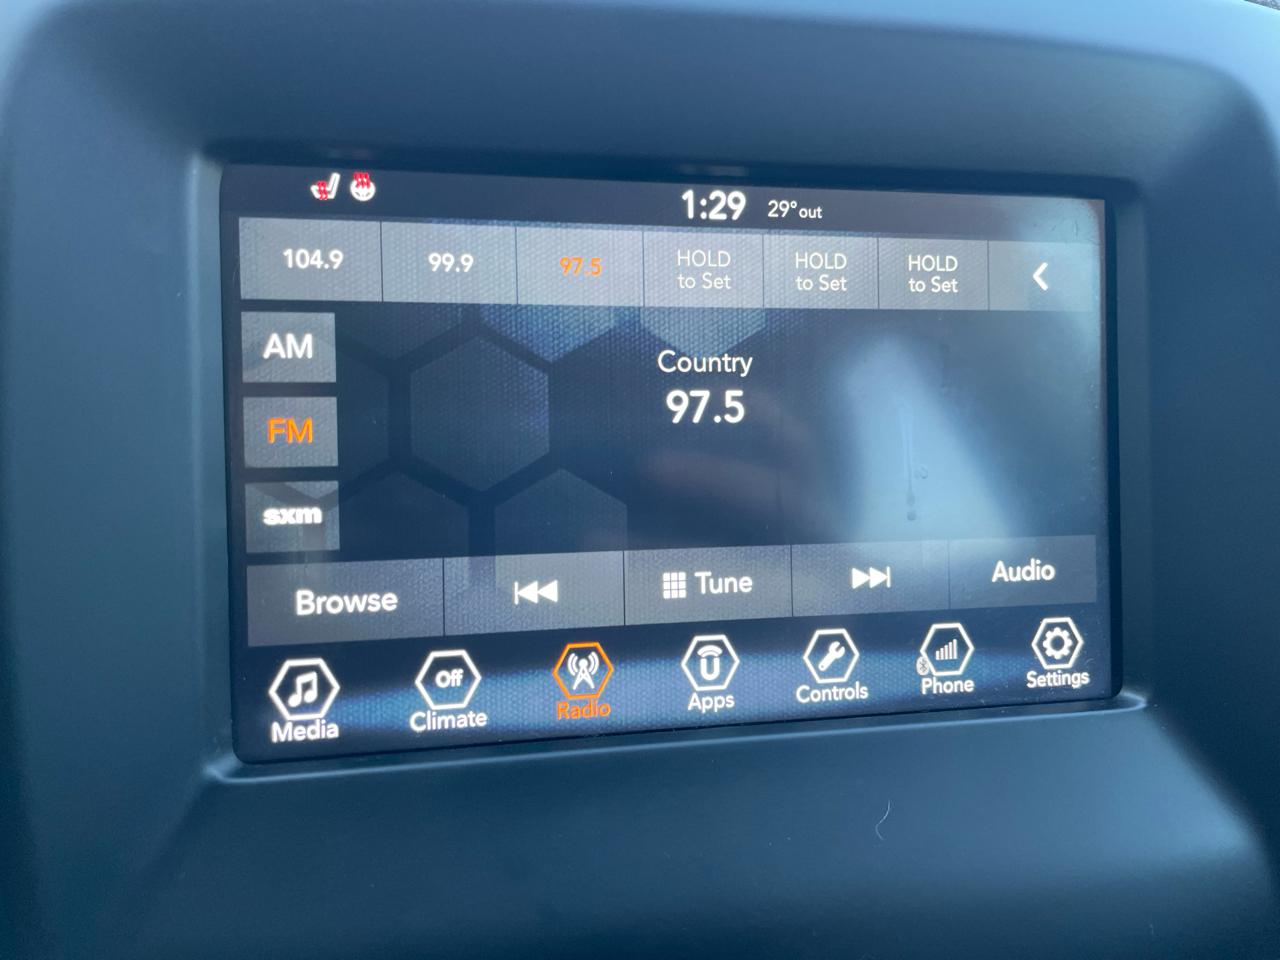 1:29 29° out
104.9 99.9 97.5 HOLD to Set HOLD to Set HOLD to Set
AM
FM
sxm
Country
97.5
Browse Tune Audio
Media Off Climate Radio Apps Controls Phone Settings